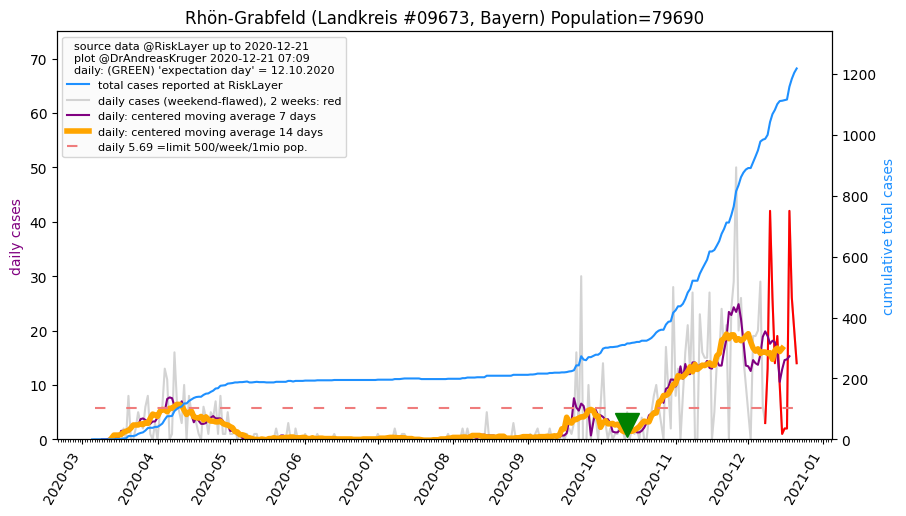 Rhön-Grabfeld (Landkreis #09673, Bayern) Population=79690
source data @RiskLayer up to 2020-12-21
plot @DrAndreasKruger 2020-12-21 07:09
daily: (GREEN) 'expectation day' = 12.10.2020
total cases reported at RiskLayer
daily cases (weekend-flawed), 2 weeks: red
daily: centered moving average 7 days
daily: centered moving average 14 days
daily 5.69 =limit 500/week/1mio pop.
daily cases
70
60
50
40
30
20
10
0
cumulative total cases
1200
1000
800
600
400
200
0
2020-03
2020-04
2020-05
2020-06
2020-07
2020-08
2020-09
2020-10
2020-11
2020-12
2021-01